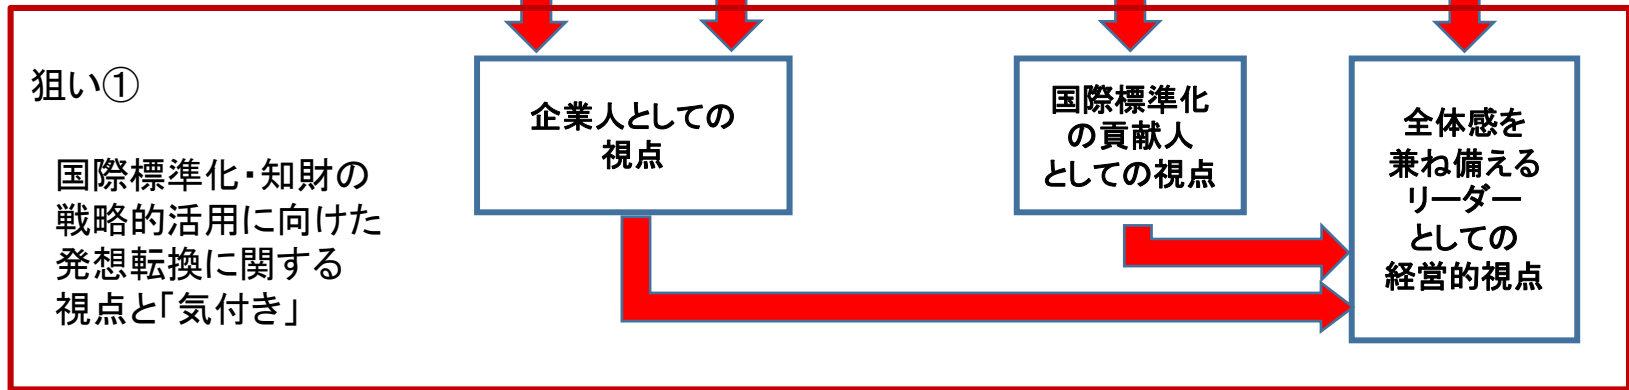 狙い①
国際標準化・知財の
戦略的活用に向けた
発想転換に関する
視点と「気付き」
企業人としての
視点
国際標準化
の貢献人
としての視点
全体感を
兼ね備える
リーダー
としての
経営的視点